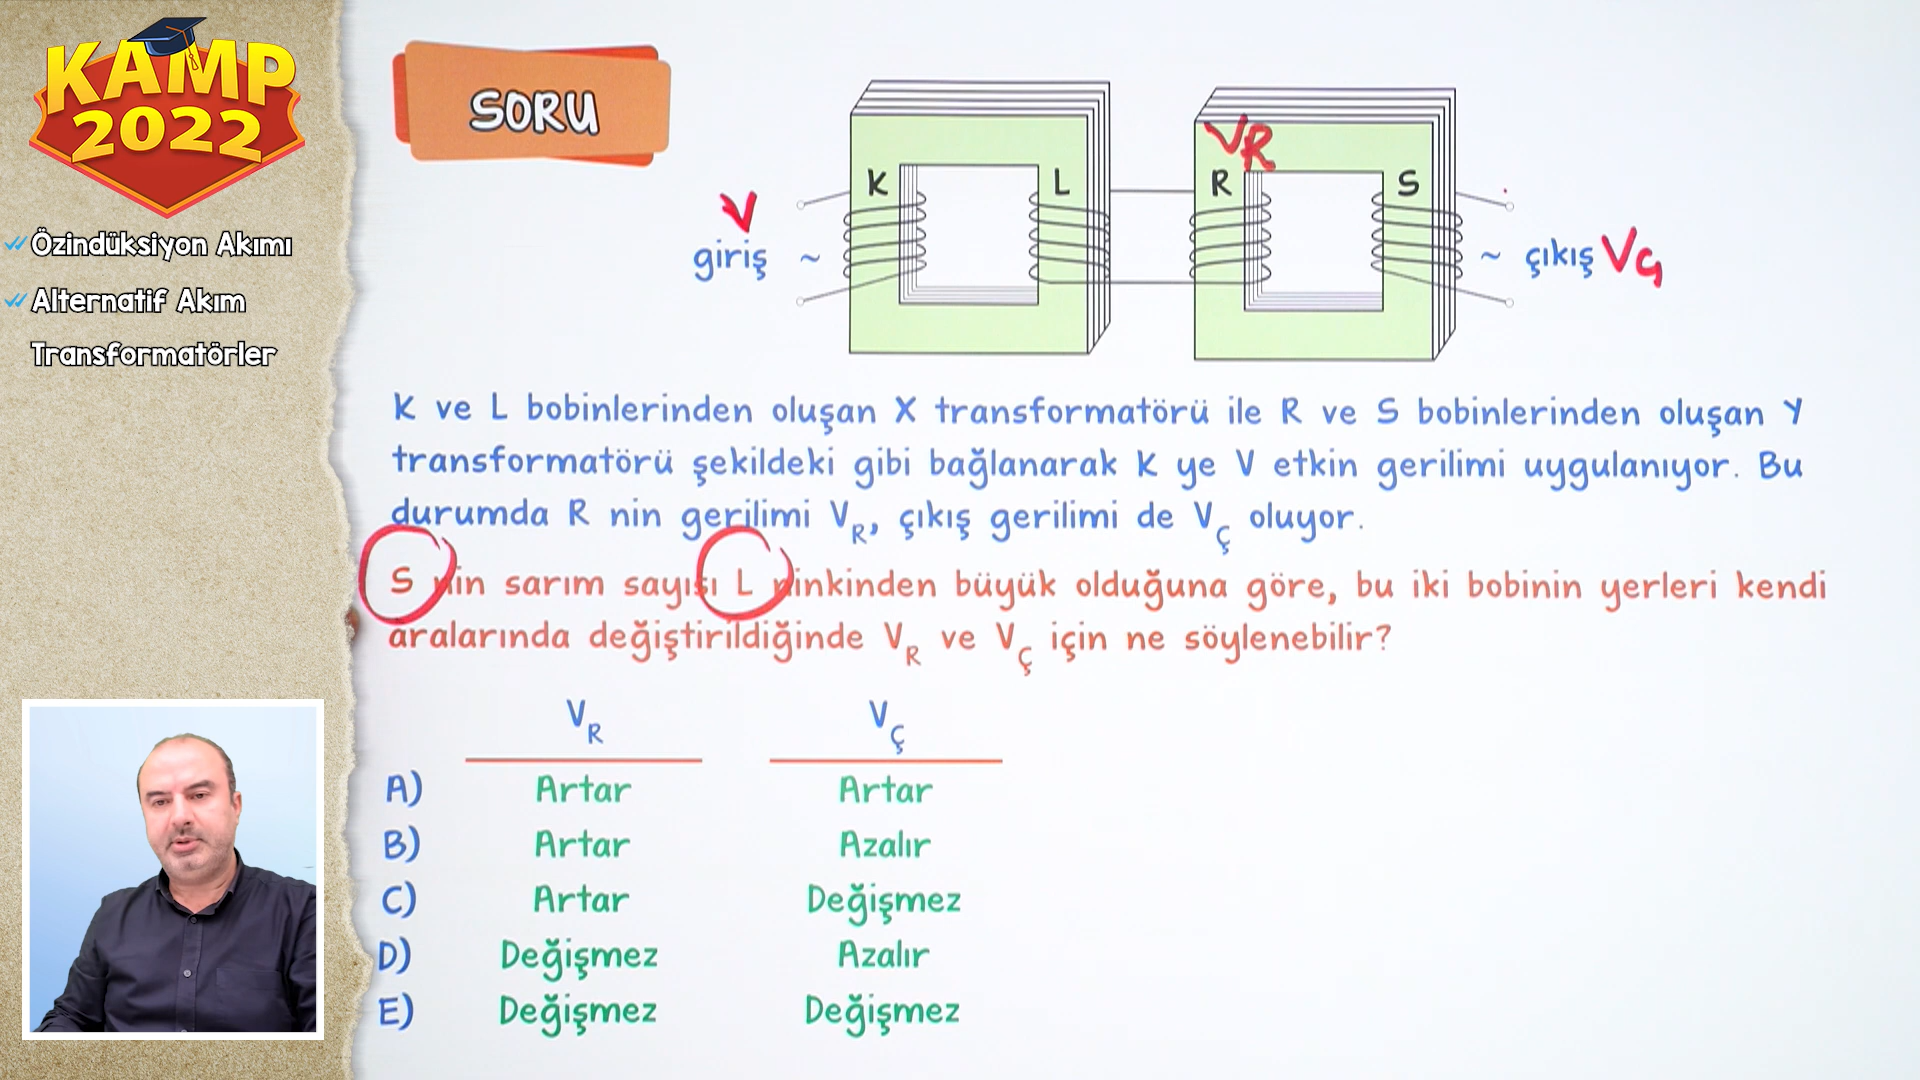 KAMP
2022
Özindüksiyon Akımı
Alternatif Akım
Transformatörler
SORU
K L R S
VR
V
giriş ~
~ çıkış VÇ
K ve L bobinlerinden oluşan X transformatörü ile R ve S bobinlerinden oluşan Y
transformatörü şekildeki gibi bağlanarak K ye V etkin gerilimi uygulanıyor. Bu
durumda R nin gerilimi VR, çıkış gerilimi de VÇ oluyor.
S nin sarım sayısı L ninkinden büyük olduğuna göre, bu iki bobinin yerleri kendi
aralarında değiştirildiğinde VR ve VÇ için ne söylenebilir?
VR VÇ
A) Artar Artar
B) Artar Azalır
C) Artar Değişmez
D) Değişmez Azalır
E) Değişmez Değişmez